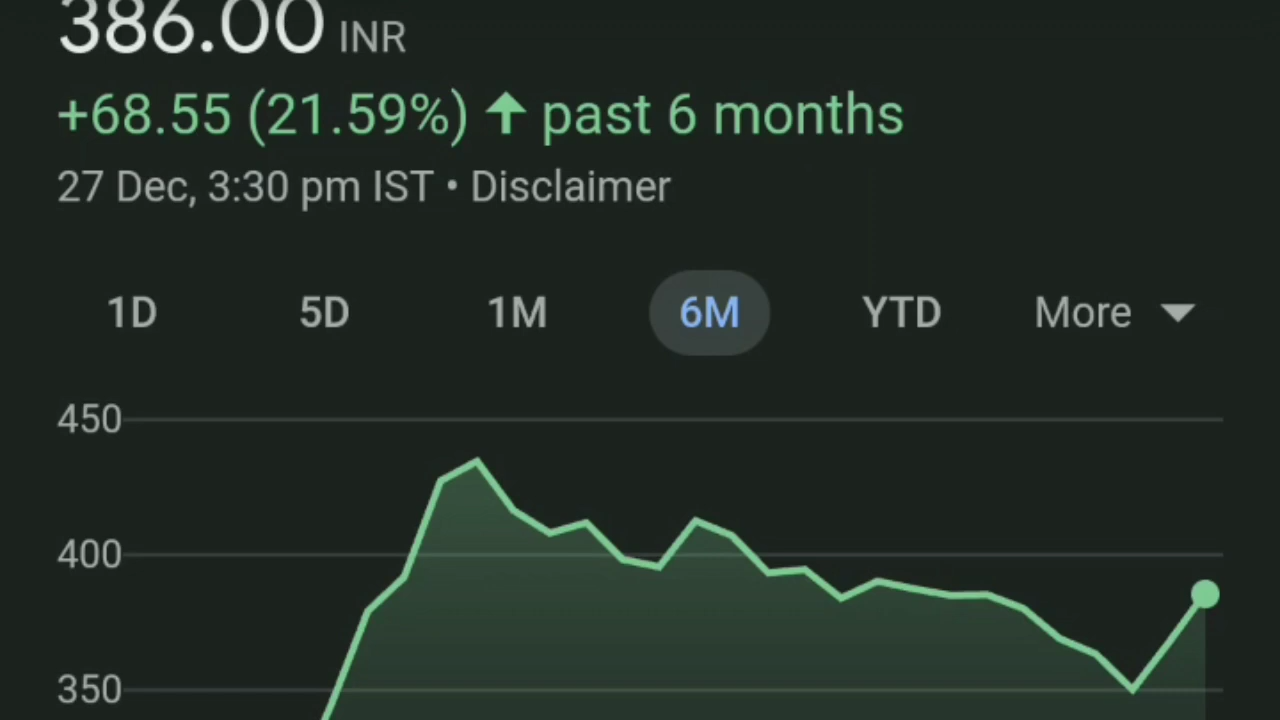 386.00 INR
+68.55 (21.59%) ↑ past 6 months
27 Dec, 3:30 pm IST • Disclaimer
1D 5D 1M 6M YTD More
450
400
350